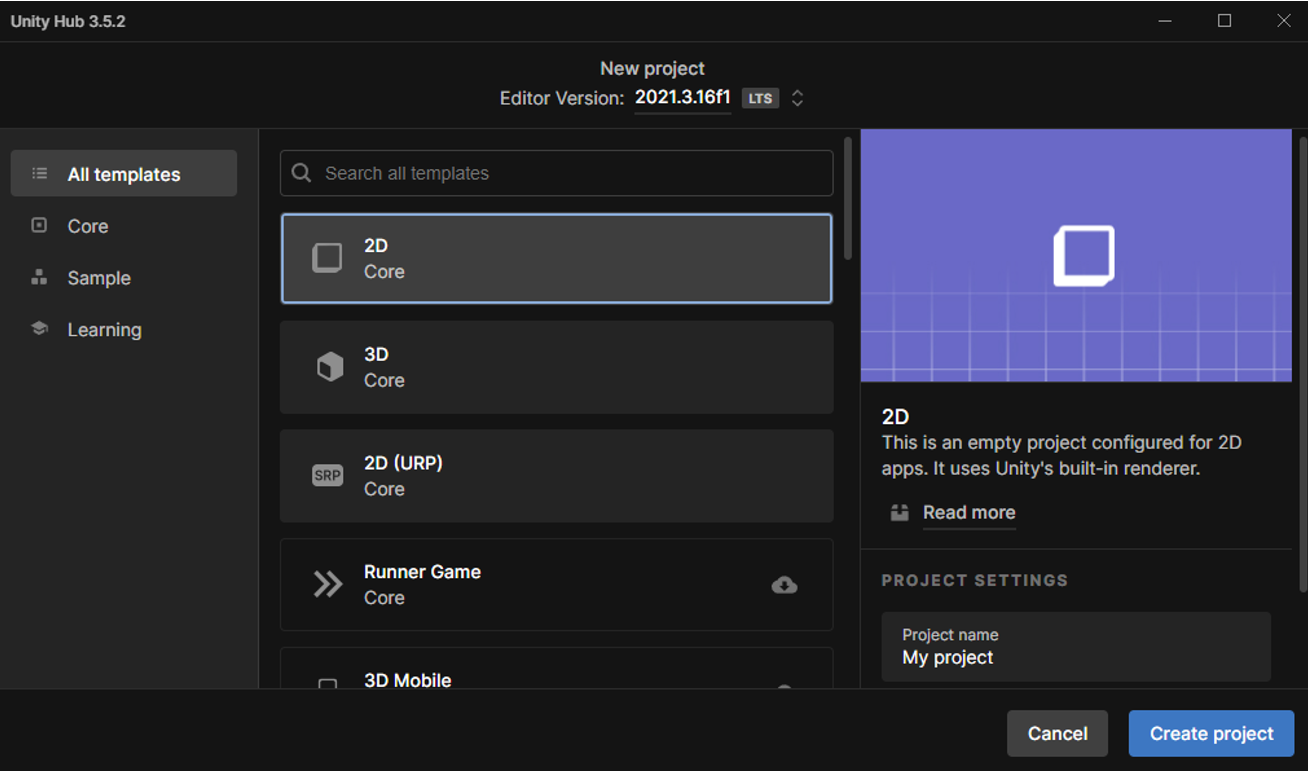 Unity Hub 3.5.2
New project
Editor Version: 2021.3.16f1 LTS
All templates
Core
Sample
Learning
Search all templates
2D
Core
3D
Core
SRP
2D (URP)
Core
Runner Game
Core
3D Mobile
2D
This is an empty project configured for 2D
apps. It uses Unity's built-in renderer.
Read more
PROJECT SETTINGS
Project name
My project
Cancel
Create project